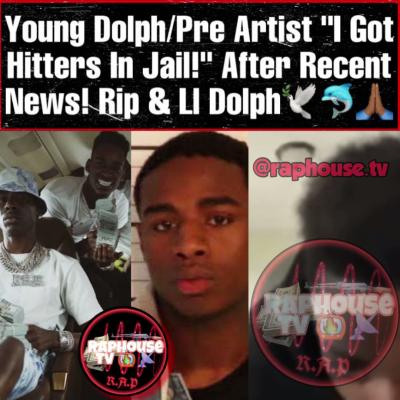 Young Dolph/Pre Artist "I Got
Hitters In Jail!" After Recent
News! Rip & Ll Dolph🕊🐬🙏🏾
@raphouse.tv
RAPHOUSE
TV
R.A.P
RAPHOUSE
TV
R.A.P